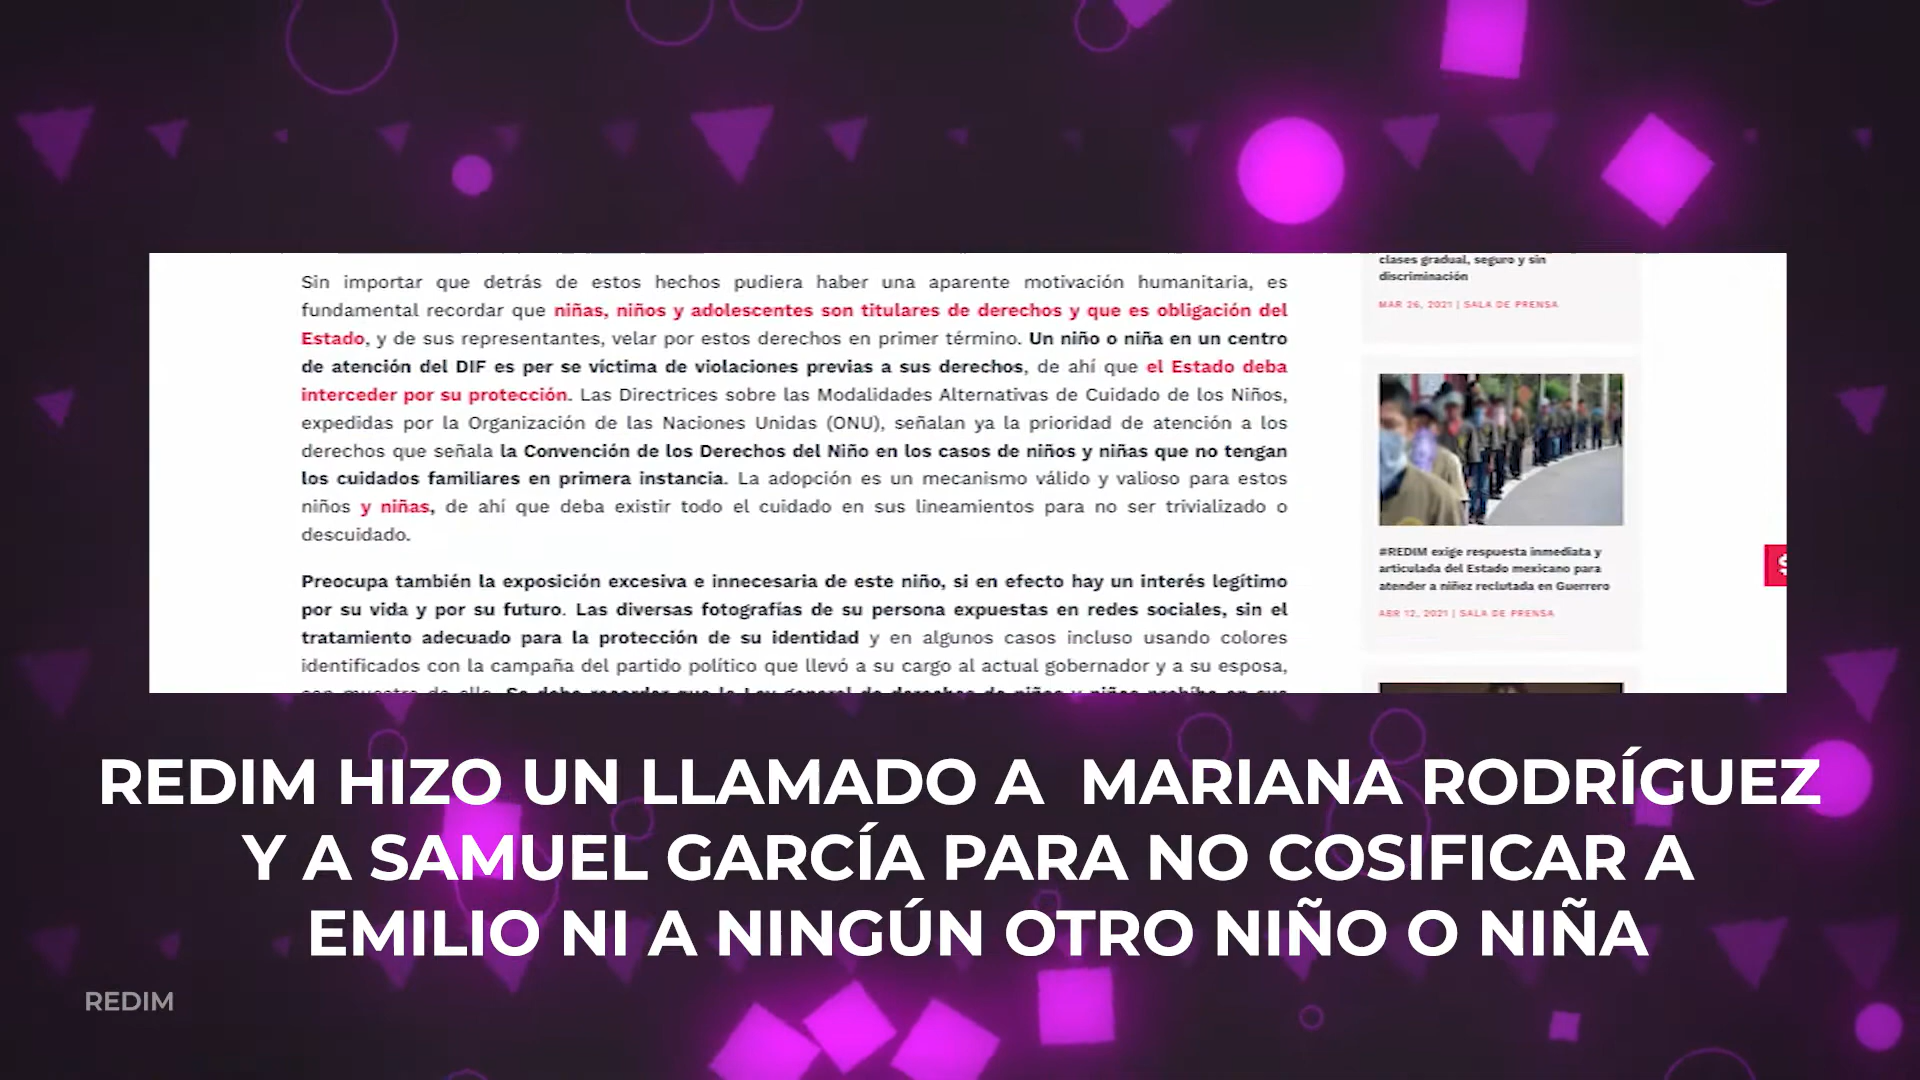 Sin importar que detrás de estos hechos pudiera haber una aparente motivación humanitaria, es
fundamental recordar que niñas, niños y adolescentes son titulares de derechos y que es obligación del
Estado, y de sus representantes, velar por estos derechos en primer término. Un niño o niña en un centro
de atención del DIF es per se víctima de violaciones previas a sus derechos, de ahí que el Estado deba
interceder por su protección. Las Directrices sobre las Modalidades Alternativas de Cuidado de los Niños,
expedidas por la Organización de las Naciones Unidas (ONU), señalan ya la prioridad de atención a los
derechos que señala la Convención de los Derechos del Niño en los casos de niños y niñas que no tengan
los cuidados familiares en primera instancia. La adopción es un mecanismo válido y valioso para estos
niños y niñas, de ahí que deba existir todo el cuidado en sus lineamientos para no ser trivializado o
descuidado.
Preocupa también la exposición excesiva e innecesaria de este niño, si en efecto hay un interés legítimo
por su vida y por su futuro. Las diversas fotografías de su persona expuestas en redes sociales, sin el
tratamiento adecuado para la protección de su identidad y en algunos casos incluso usando colores
identificados con la campaña del partido político que llevó a su cargo al actual gobernador y a su esposa,
clases gradual, seguro y sin
discriminación
MAR 26, 2021 | SALA DE PRENSA
#REDIM exige respuesta inmediata y
articulada del Estado mexicano para
atender a niñez reclutada en Guerrero
ABR 12, 2021 | SALA DE PRENSA
REDIM HIZO UN LLAMADO A MARIANA RODRÍGUEZ
Y A SAMUEL GARCÍA PARA NO COSIFICAR A
EMILIO NI A NINGÚN OTRO NIÑO O NIÑA
REDIM